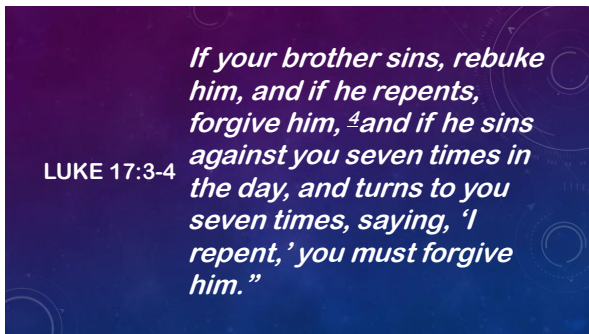 LUKE 17:3-4
If your brother sins, rebuke
him, and if he repents,
forgive him, 4and if he sins
against you seven times in
the day, and turns to you
seven times, saying, ‘I
repent,’ you must forgive
him.”